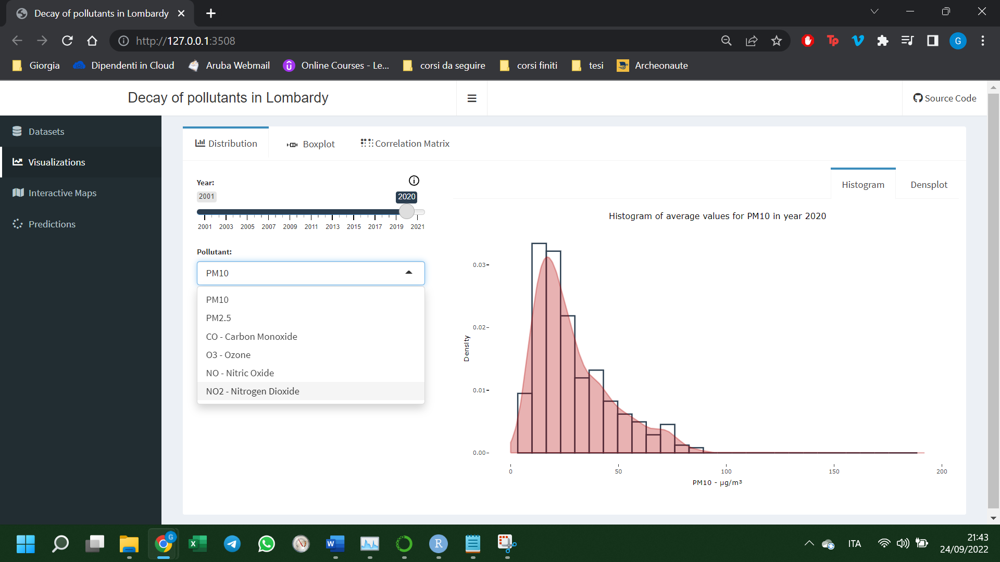 Decay of pollutants in Lombardy
http://127.0.0.1:3508
G
Giorgia
Dipendenti in Cloud
Aruba Webmail
Online Courses - Le...
corsi da seguire
corsi finiti
tesi
Archeonaute
Decay of pollutants in Lombardy
Source Code
Datasets
Visualizations
Interactive Maps
Predictions
Distribution
Boxplot
Correlation Matrix
Year:
2001
2020
2001 2003 2005 2007 2009 2011 2013 2015 2017 2019 2021
Pollutant:
PM10
PM10
PM2.5
CO - Carbon Monoxide
O3 - Ozone
NO - Nitric Oxide
NO2 - Nitrogen Dioxide
Histogram
Densplot
Histogram of average values for PM10 in year 2020
0.03
0.02
0.01
0.00
Density
0 50 100 150 200
PM10 - µg/m³
ITA
21:43
24/09/2022